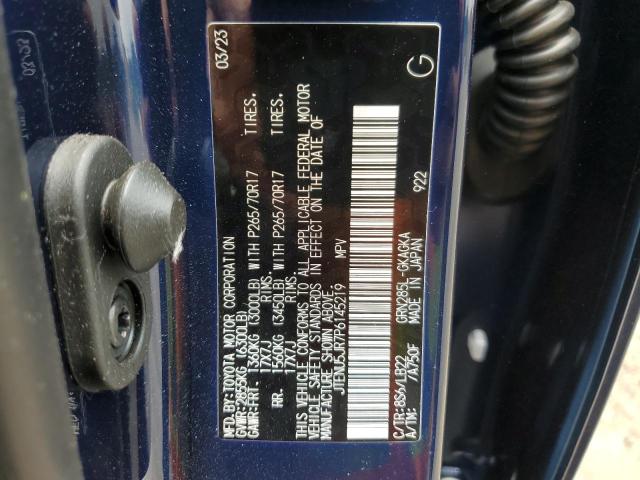 MFD. BY: TOYOTA MOTOR CORPORATION 03/23
GVWR: 2855KG (6300LB)
GAWR: FRT. 1360KG (3000LB) WITH P265/70R17 TIRES.
17X7J RIMS.
RR. 1560KG (3450LB) WITH P265/70R17 TIRES.
17X7J RIMS.
THIS VEHICLE CONFORMS TO ALL APPLICABLE FEDERAL MOTOR
VEHICLE SAFETY STANDARDS IN EFFECT ON THE DATE OF
MANUFACTURE SHOWN ABOVE.
JTENU5JR7P6145219 MPV
C/TR: 8S6/LB22 GRN285L-GKAGKA 922
A/TM: /A750F MADE IN JAPAN
G